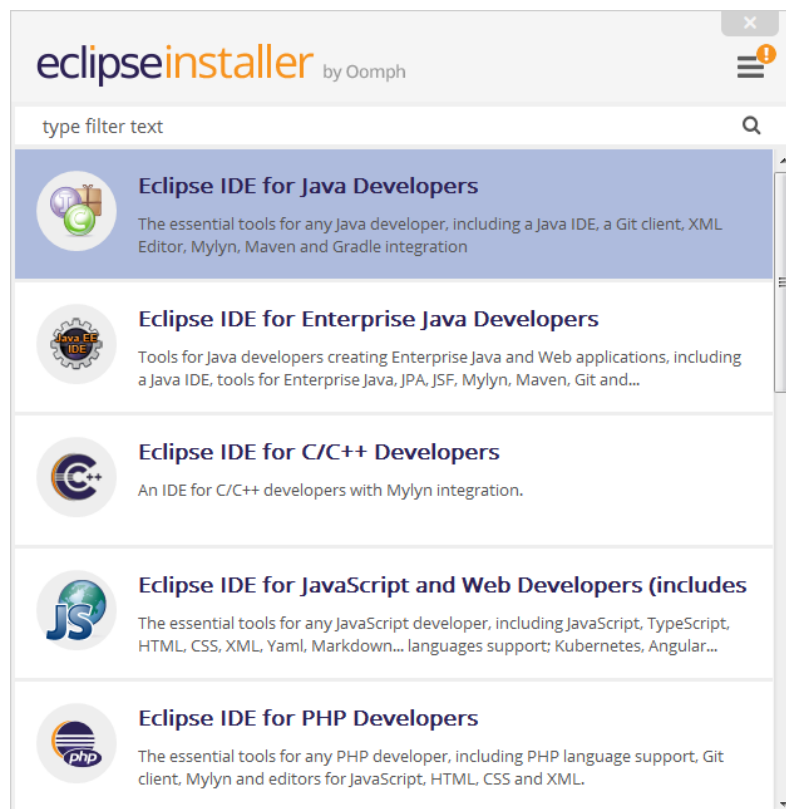 eclipseinstaller by Oomph
type filter text
Eclipse IDE for Java Developers
The essential tools for any Java developer, including a Java IDE, a Git client, XML
Editor, Mylyn, Maven and Gradle integration
Java EE
IDE
Eclipse IDE for Enterprise Java Developers
Tools for Java developers creating Enterprise Java and Web applications, including
a Java IDE, tools for Enterprise Java, JPA, JSF, Mylyn, Maven, Git and...
C++
Eclipse IDE for C/C++ Developers
An IDE for C/C++ developers with Mylyn integration.
JS
Eclipse IDE for JavaScript and Web Developers (includes
The essential tools for any JavaScript developer, including JavaScript, TypeScript,
HTML, CSS, XML, Yaml, Markdown... languages support; Kubernetes, Angular...
php
Eclipse IDE for PHP Developers
The essential tools for any PHP developer, including PHP language support, Git
client, Mylyn and editors for JavaScript, HTML, CSS and XML.